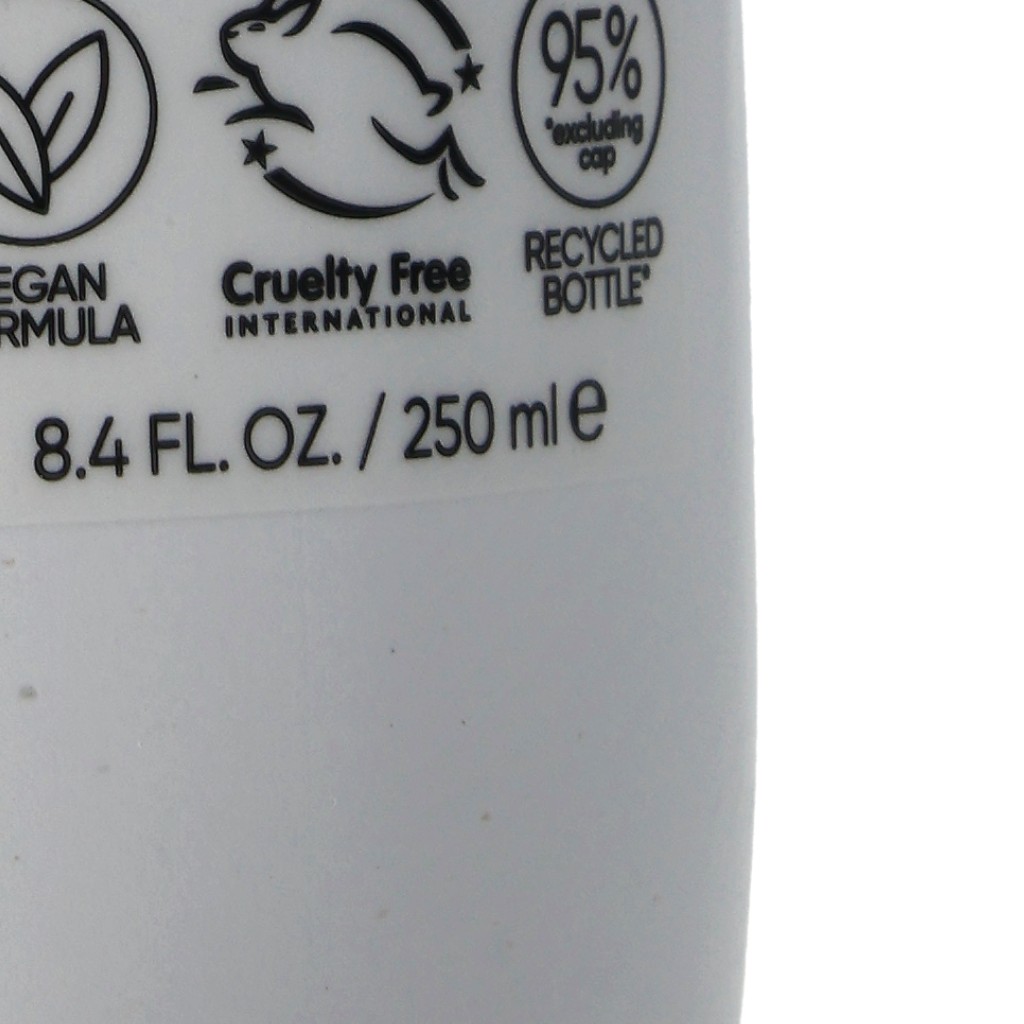 EGAN
RMULA
Cruelty Free
INTERNATIONAL
95%
*excluding
cap
RECYCLED
BOTTLE*
8.4 FL. OZ. / 250 ml e